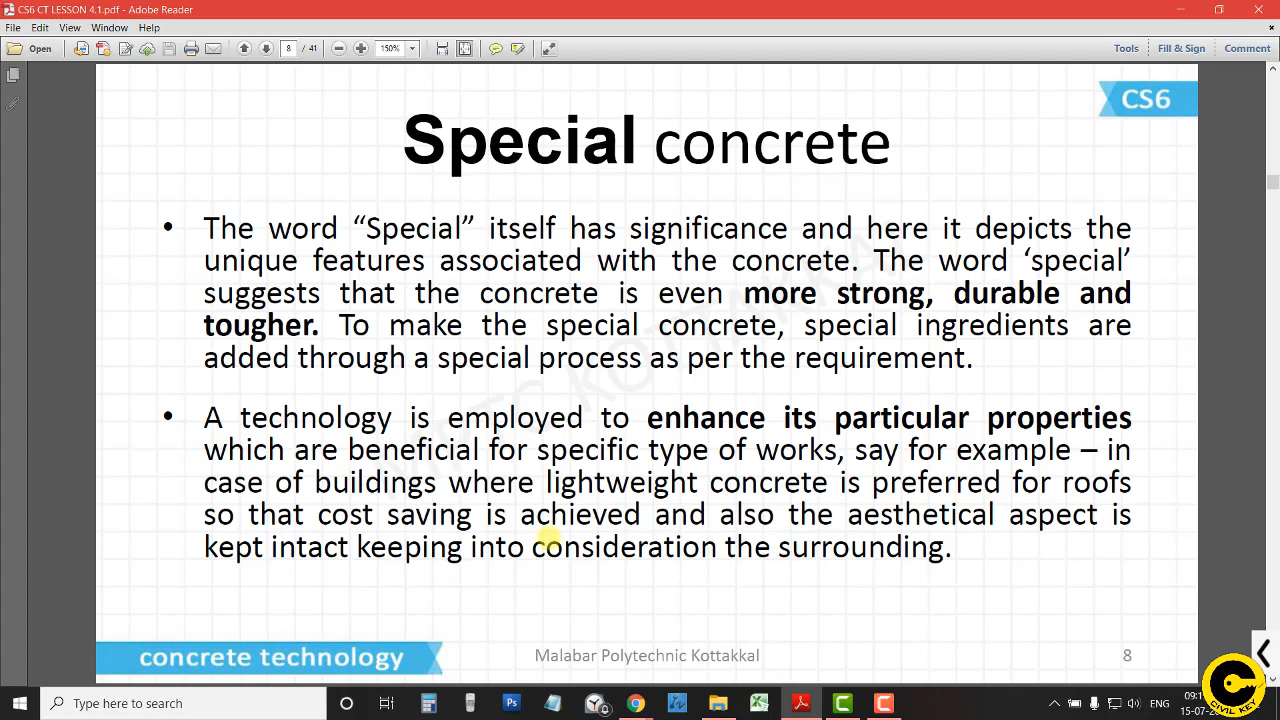 CS6 CT LESSON 4.1.pdf - Adobe Reader
File Edit View Window Help
Open 8 / 41 150% Tools Fill & Sign Comment
CS6
Special concrete
• The word “Special” itself has significance and here it depicts the
unique features associated with the concrete. The word ‘special’
suggests that the concrete is even more strong, durable and
tougher. To make the special concrete, special ingredients are
added through a special process as per the requirement.
• A technology is employed to enhance its particular properties
which are beneficial for specific type of works, say for example – in
case of buildings where lightweight concrete is preferred for roofs
so that cost saving is achieved and also the aesthetical aspect is
kept intact keeping into consideration the surrounding.
concrete technology Malabar Polytechnic Kottakkal 8
Type here to search
Ps
ENG
CIVIL KEY